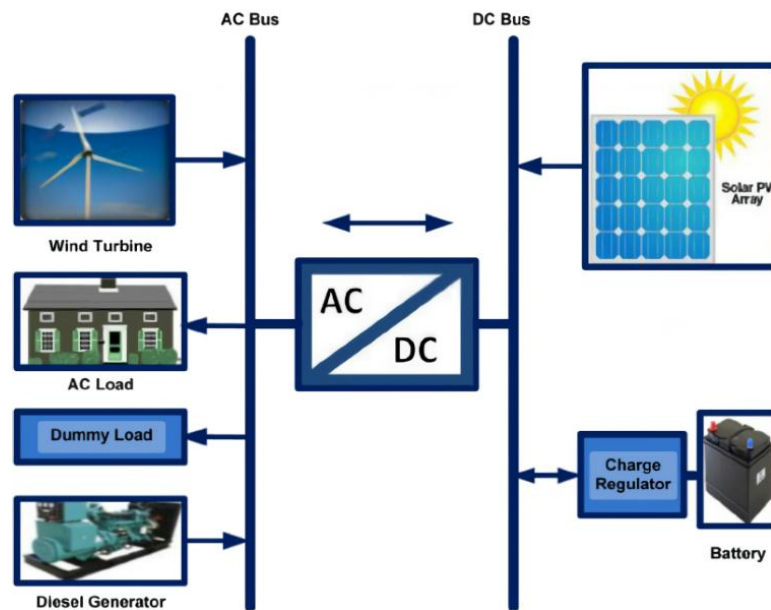 AC Bus
DC Bus
Wind Turbine
Solar PV
Array
AC
DC
AC Load
Dummy Load
Charge
Regulator
Battery
Diesel Generator